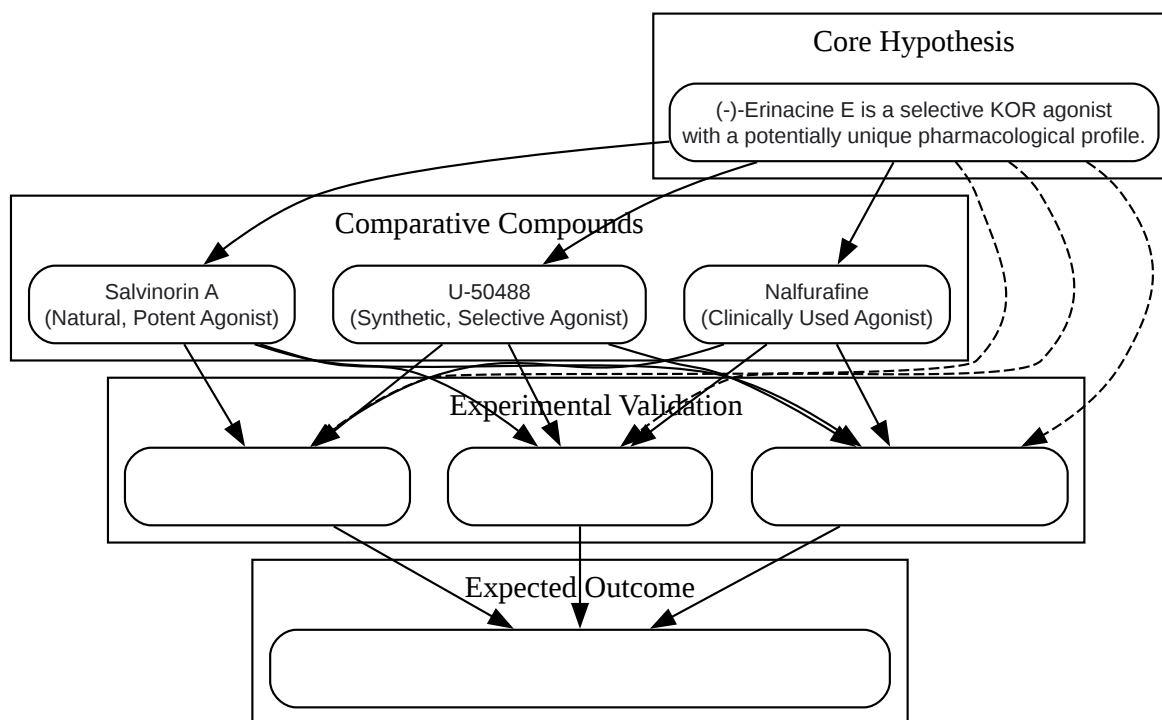 Core Hypothesis
(-)-Erinacine E is a selective KOR agonist
with a potentially unique pharmacological profile.
Comparative Compounds
Salvinorin A
(Natural, Potent Agonist)
U-50488
(Synthetic, Selective Agonist)
Nalfurafine
(Clinically Used Agonist)
Experimental Validation
Expected Outcome